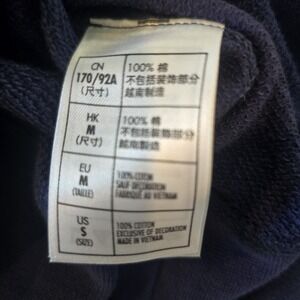 CN
170/92A
(尺寸)
100% 棉
不包括装饰部分
越南制造
HK
M
(尺寸)
100% 棉
不包括裝飾部分
越南製造
EU
M
(TAILLE)
100% COTON
SAUF DECORATION
FABRIQUÉ AU VIETNAM
US
S
(SIZE)
100% COTTON
EXCLUSIVE OF DECORATION
MADE IN VIETNAM